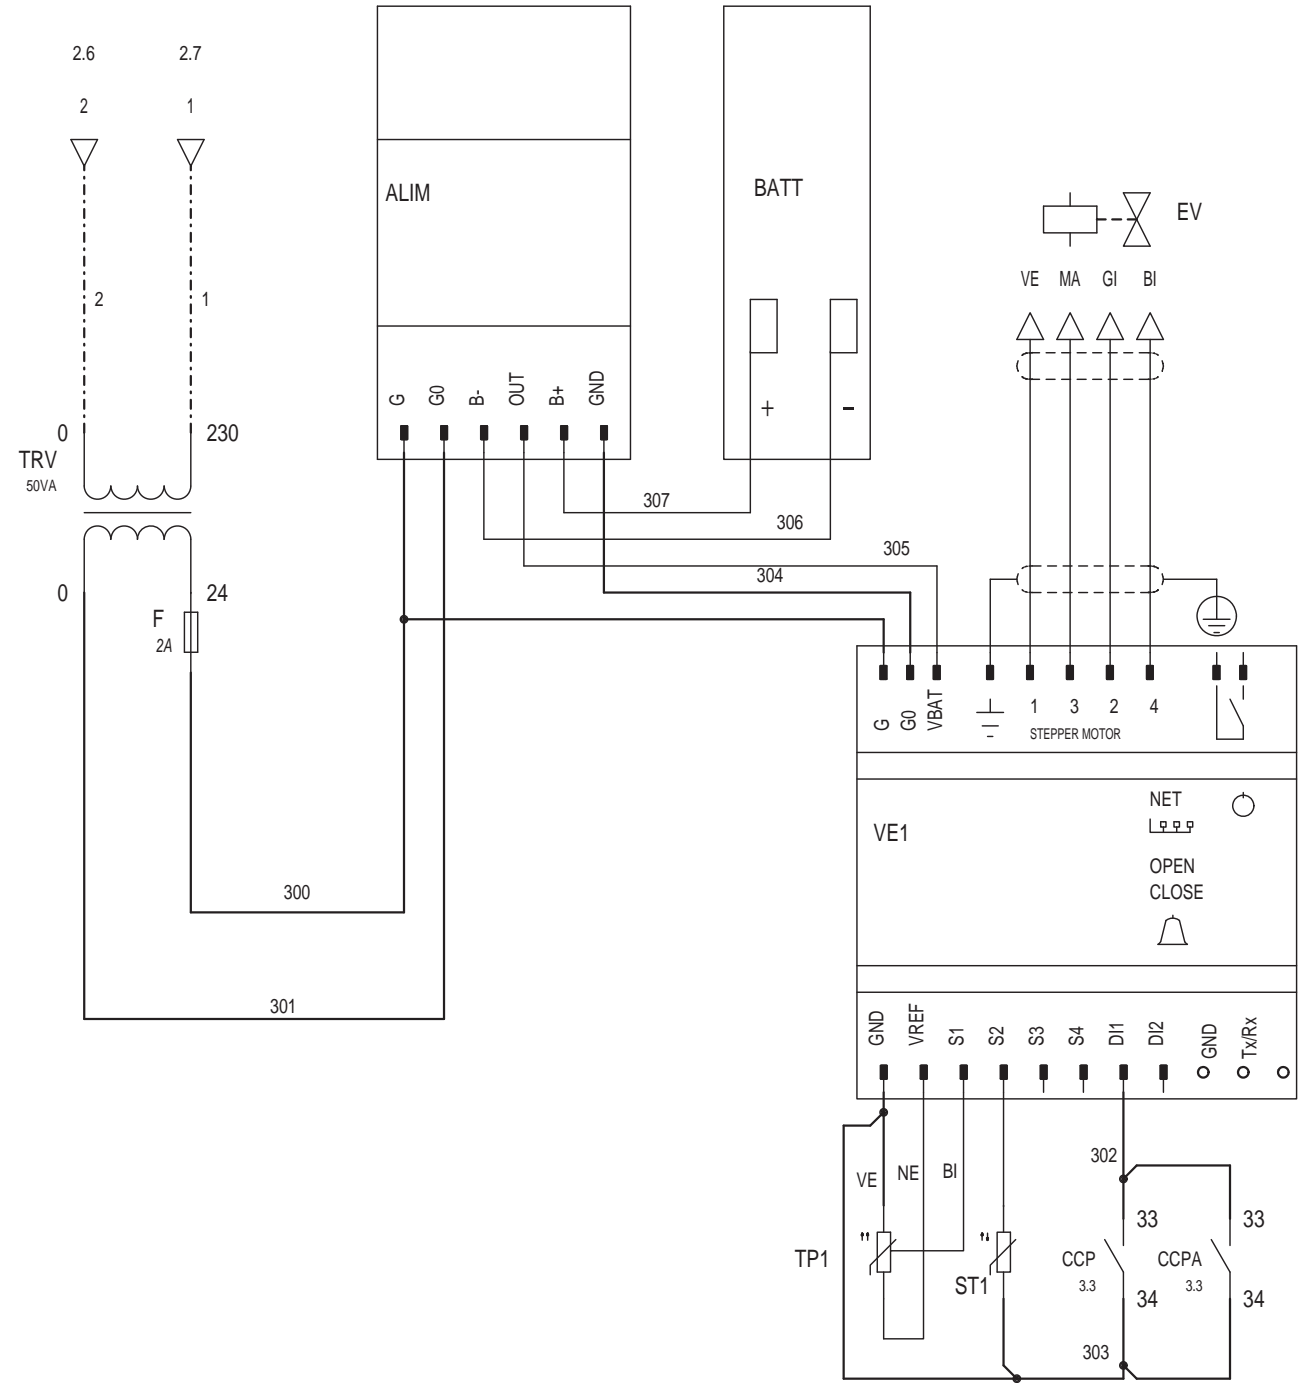 2.6 2.7
2 1
ALIM
BATT
EV
VE MA GI BI
2 1
G G0 B- OUT B+ GND
+ −
0 230
TRV
50VA
307
306
305
304
0 24
F
2A
1 3 2 4
G G0 VBAT
STEPPER MOTOR
NET
VE1
OPEN
CLOSE
300
301
GND VREF S1 S2 S3 S4 DI1 DI2 GND Tx/Rx
302
VE NE BI
33 33
TP1
CCP CCPA
ST1
3.3 3.3
34 34
303